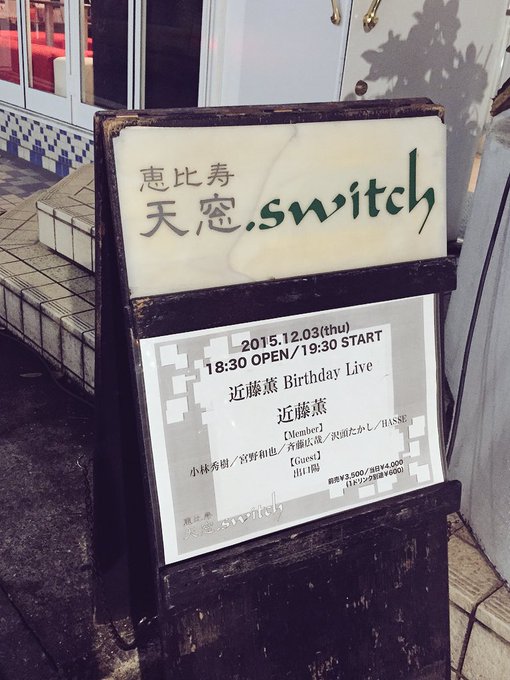 恵比寿
天窓.switch
2015.12.03(thu)
18:30 OPEN/19:30 START
近藤薫 Birthday Live
近藤薫
【Member】
小林秀樹/宮野和也/斉藤広哉/沢頭たかし/HASSE
【Guest】
出口陽
前売¥3,500/当日¥4,000
(1ドリンク別途¥600)
恵比寿
天窓.switch